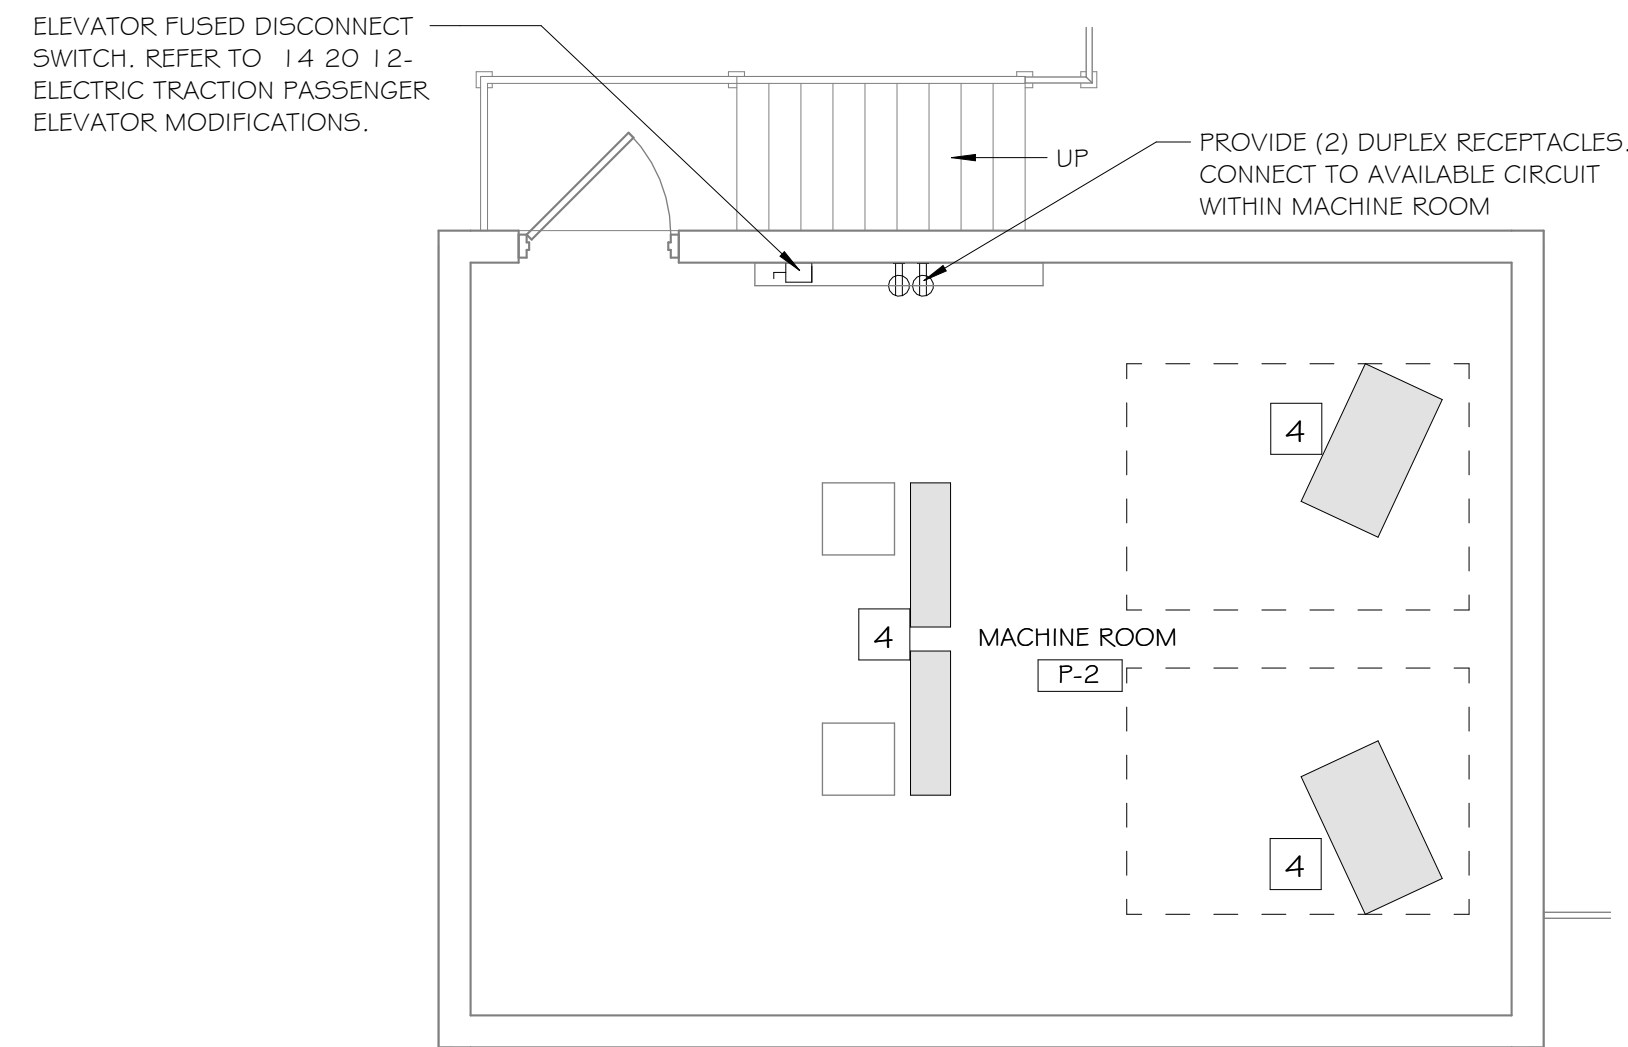 ELEVATOR FUSED DISCONNECT
SWITCH. REFER TO 14 20 12-
ELECTRIC TRACTION PASSENGER
ELEVATOR MODIFICATIONS.
UP
PROVIDE (2) DUPLEX RECEPTACLES.
CONNECT TO AVAILABLE CIRCUIT
WITHIN MACHINE ROOM
4
4
MACHINE ROOM
P-2
4